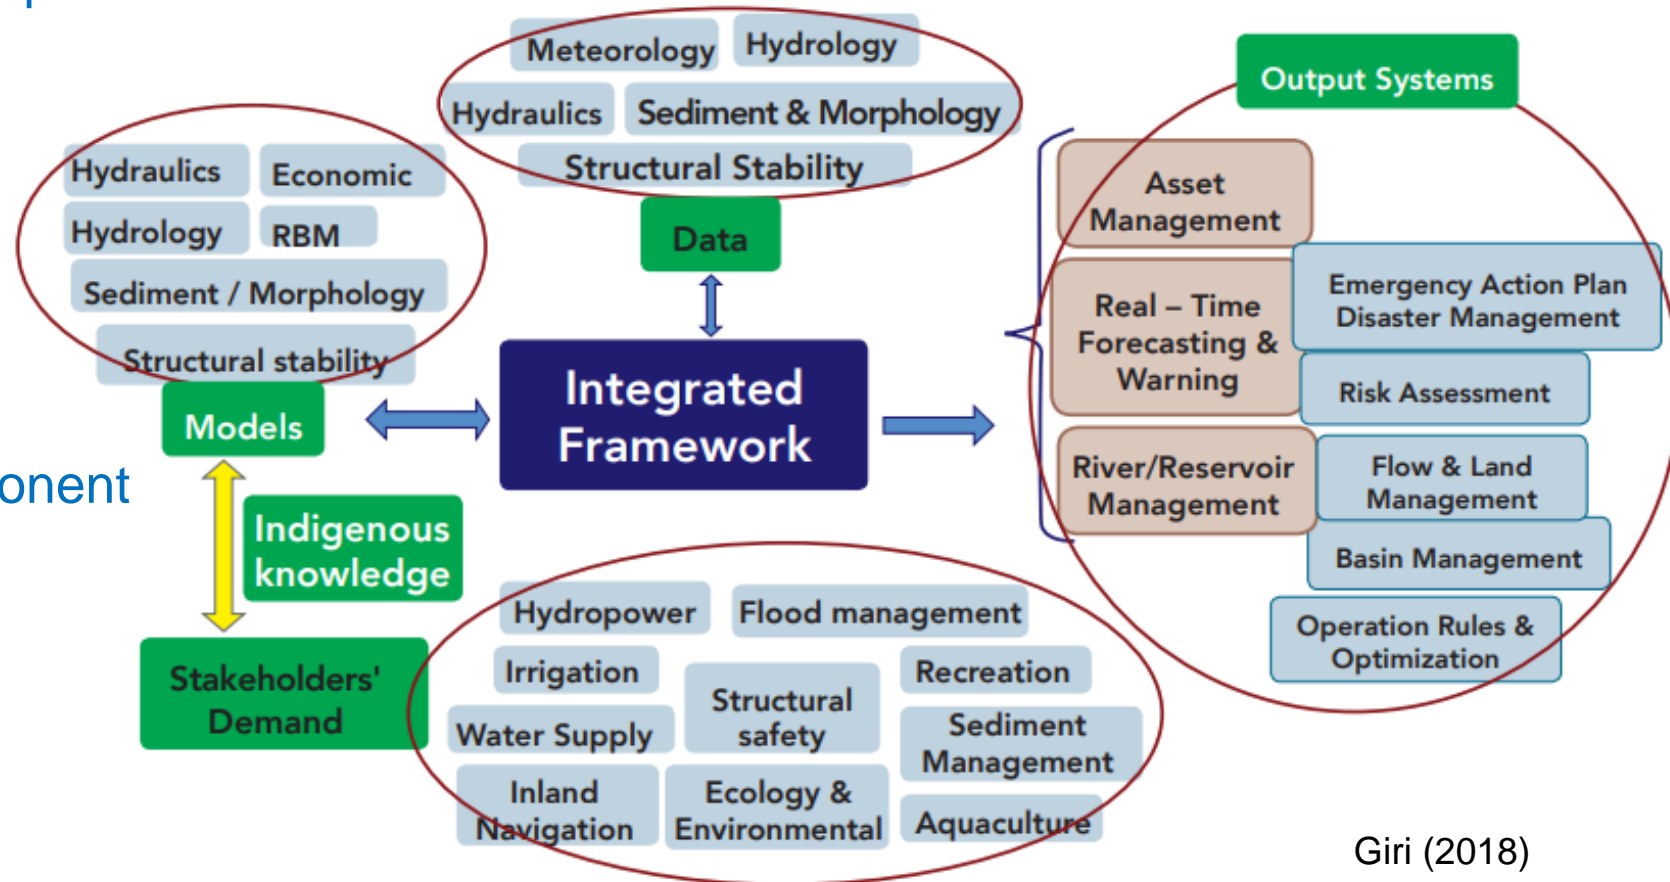 Meteorology
Hydrology
Hydraulics
Sediment & Morphology
Structural Stability
Data
Hydraulics
Economic
Hydrology
RBM
Sediment / Morphology
Structural stability
Models
onent
Indigenous
knowledge
Stakeholders'
Demand
Integrated
Framework
Hydropower
Flood management
Irrigation
Structural
safety
Recreation
Water Supply
Sediment
Management
Inland
Navigation
Ecology &
Environmental
Aquaculture
Output Systems
Asset
Management
Real – Time
Forecasting &
Warning
River/Reservoir
Management
Emergency Action Plan
Disaster Management
Risk Assessment
Flow & Land
Management
Basin Management
Operation Rules &
Optimization
Giri (2018)